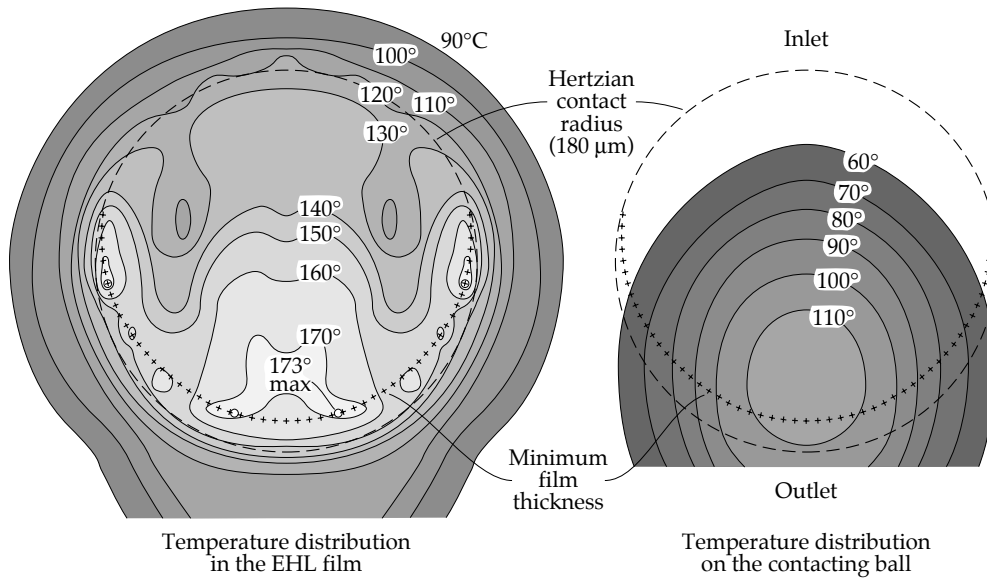 90°C
100°
120°
110°
130°
140°
150°
160°
170°
173°
max
Hertzian
contact
radius
(180 µm)
Minimum
film
thickness
Temperature distribution
in the EHL film
Inlet
60°
70°
80°
90°
100°
110°
Outlet
Temperature distribution
on the contacting ball